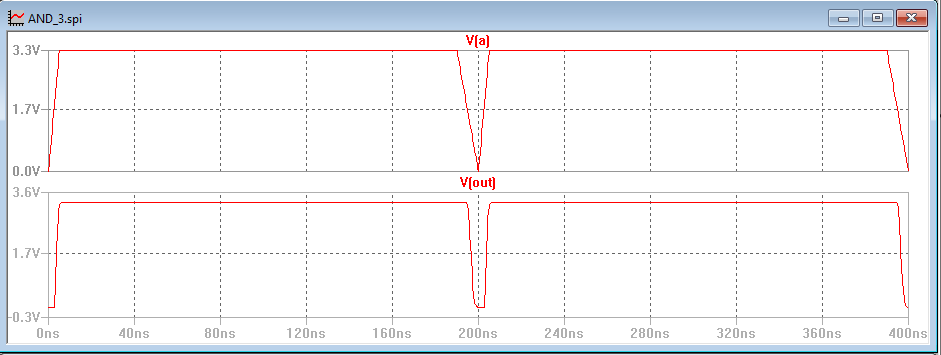 AND_3.spi
V(a)
3.3V
1.7V
0.0V
V(out)
3.6V
1.7V
-0.3V
0ns 40ns 80ns 120ns 160ns 200ns 240ns 280ns 320ns 360ns 400ns